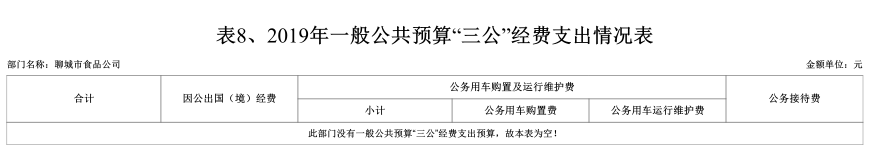 表8、2019年一般公共预算“三公”经费支出情况表
部门名称：聊城市食品公司 金额单位：元
合计 因公出国（境）经费 公务用车购置及运行维护费 公务接待费
小计 公务用车购置费 公务用车运行维护费
此部门没有一般公共预算“三公”经费支出预算，故本表为空！